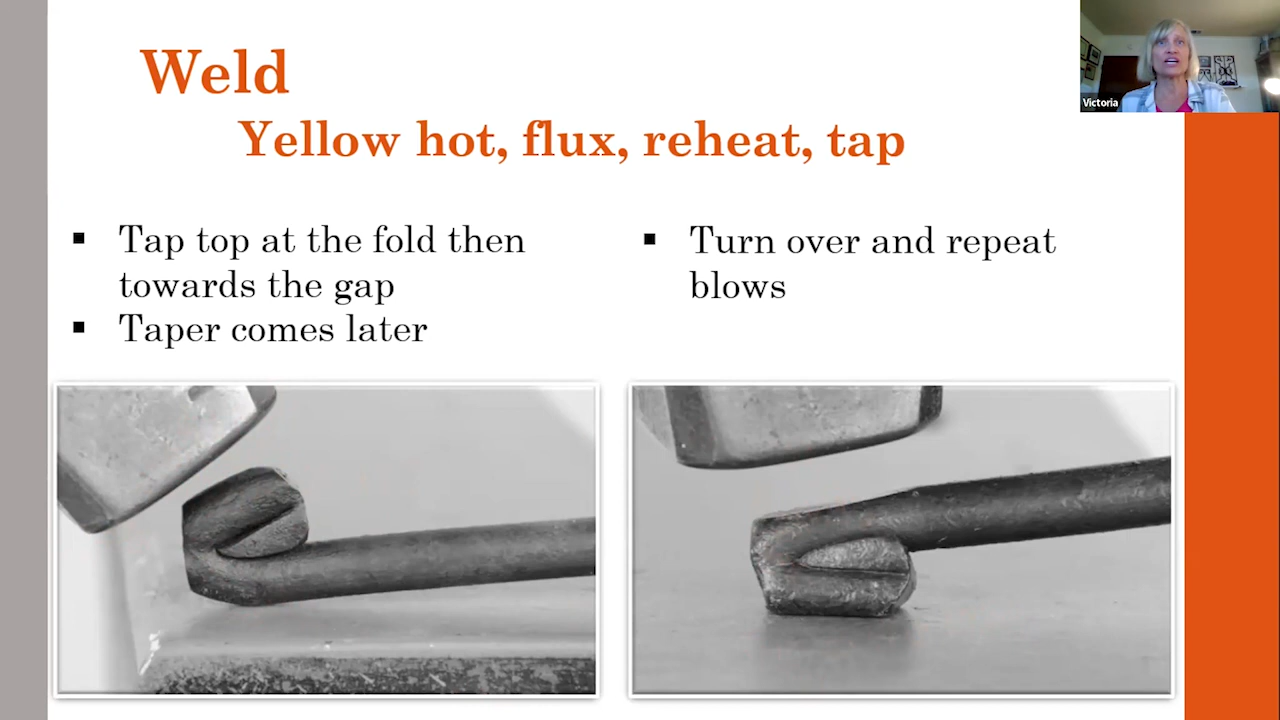 Weld
Yellow hot, flux, reheat, tap
▪ Tap top at the fold then
towards the gap
▪ Taper comes later
▪ Turn over and repeat
blows
Victoria